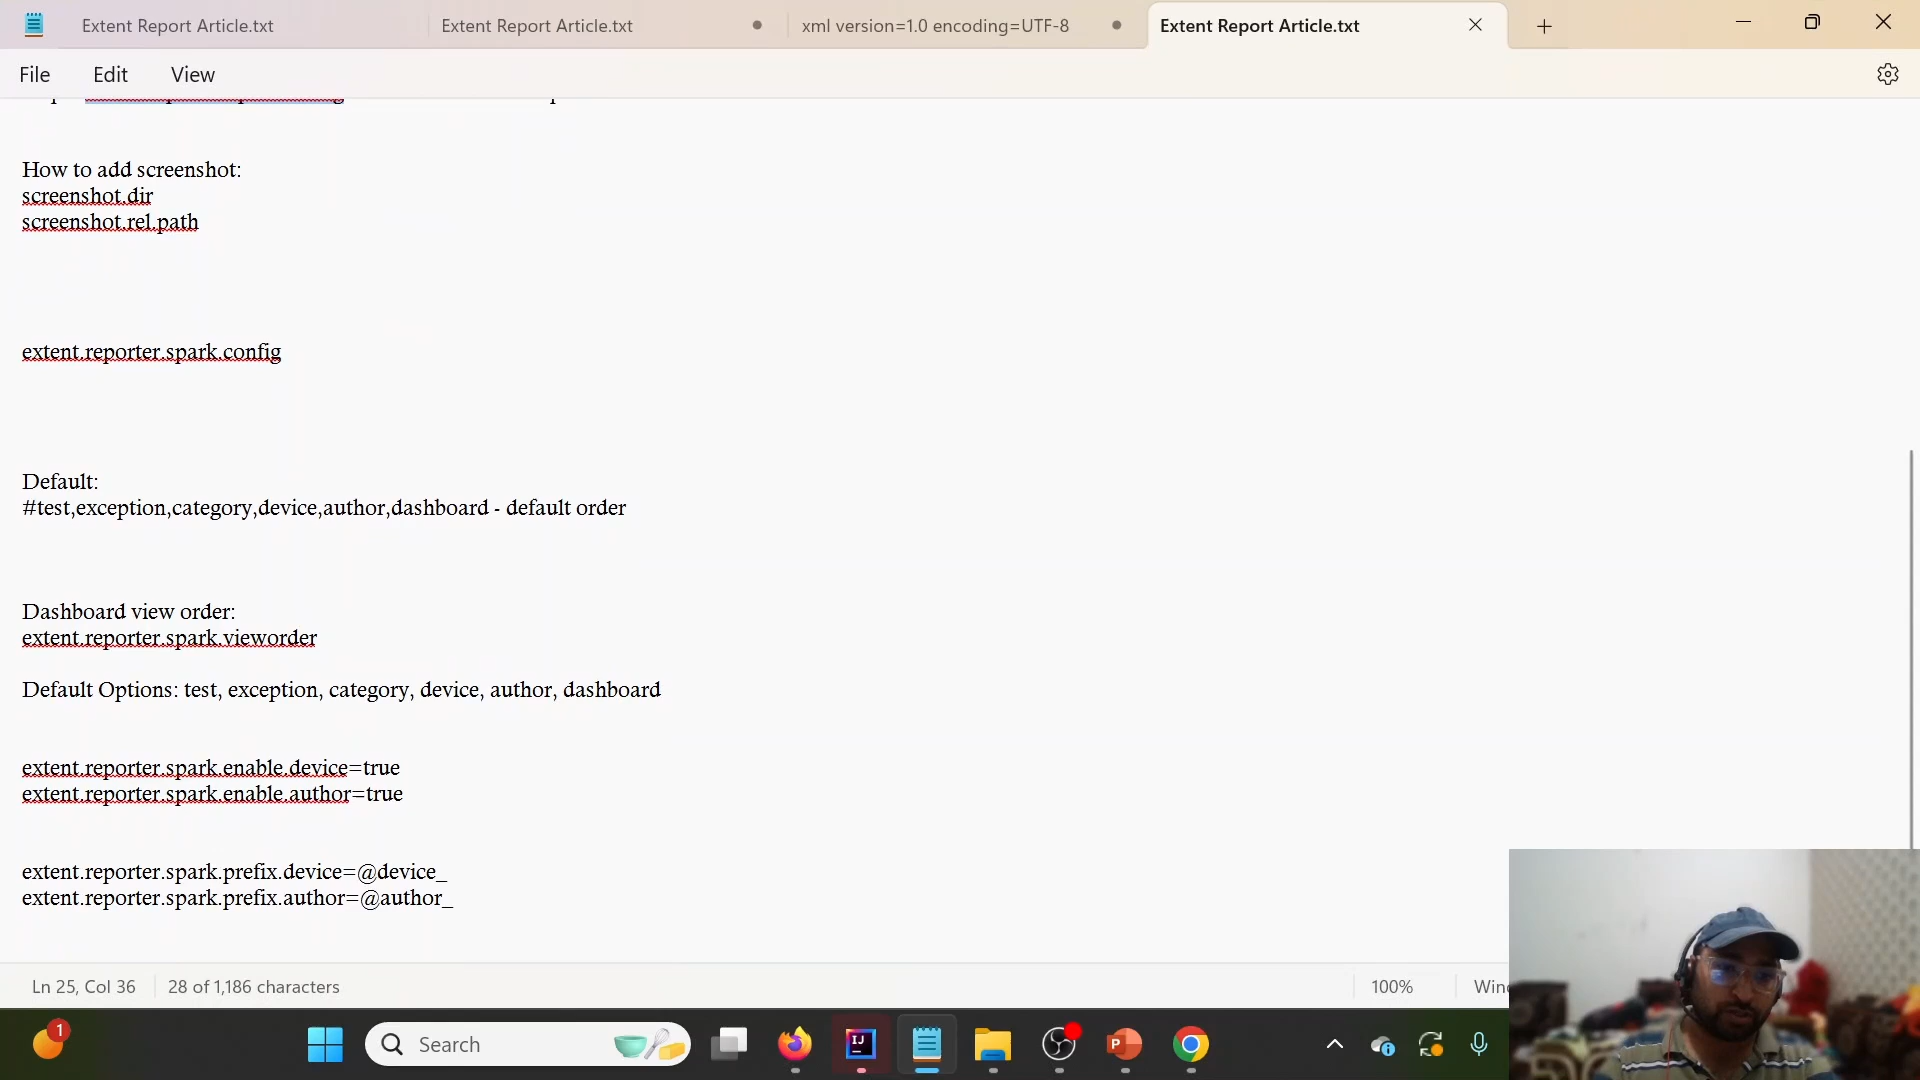 Extent Report Article.txt
Extent Report Article.txt
xml version=1.0 encoding=UTF-8
Extent Report Article.txt
File
Edit
View
How to add screenshot:
screenshot.dir
screenshot.rel.path
extent.reporter.spark.config
Default:
#test,exception,category,device,author,dashboard - default order
Dashboard view order:
extent.reporter.spark.vieworder
Default Options: test, exception, category, device, author, dashboard
extent.reporter.spark.enable.device=true
extent.reporter.spark.enable.author=true
extent.reporter.spark.prefix.device=@device_
extent.reporter.spark.prefix.author=@author_
Ln 25, Col 36
28 of 1,186 characters
100%
1
Search
IJ
P